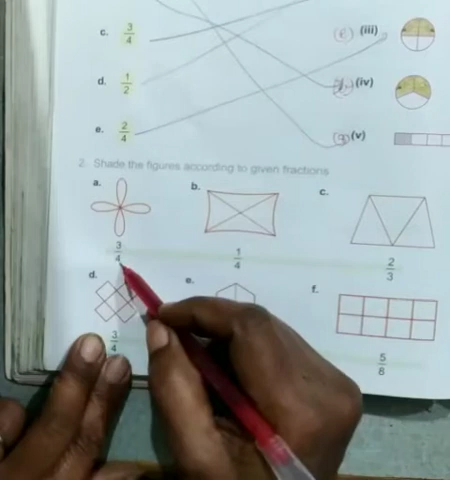 c. 3/4 (e) (iii)
d. 1/2 (iv)
e. 2/4 (a) (v)
2. Shade the figures according to given fractions
a. b. c.
3/4 1/4 2/3
d. e. f.
3/4 5/8